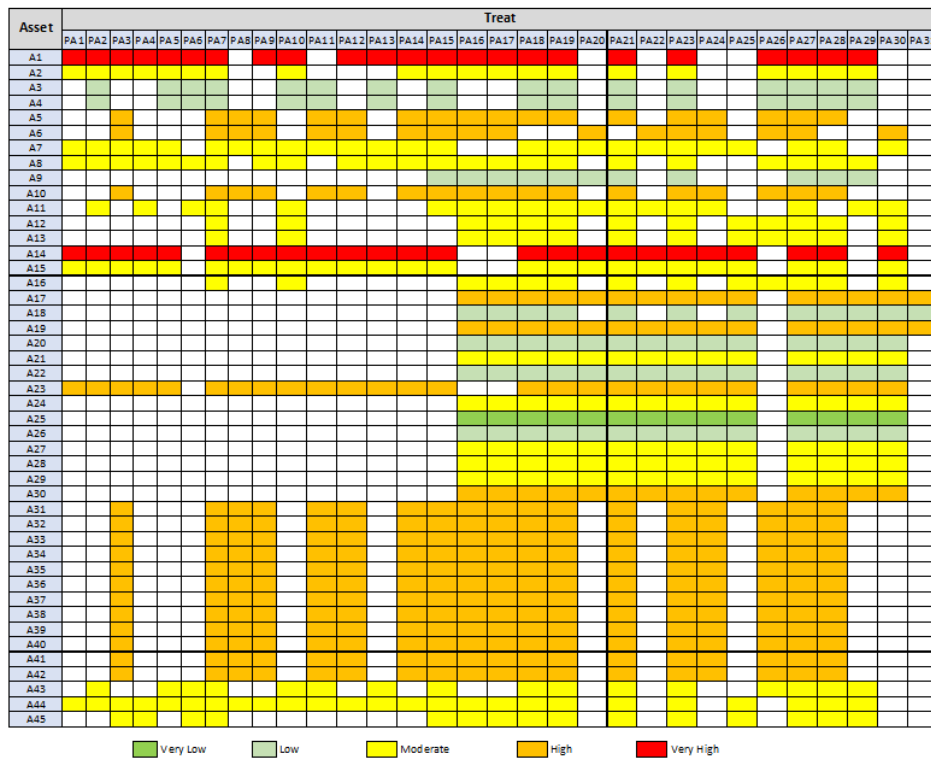 Asset
Treat
PA1 PA2 PA3 PA4 PA5 PA6 PA7 PA8 PA9 PA10 PA11 PA12 PA13 PA14 PA15 PA16 PA17 PA18 PA19 PA20 PA21 PA22 PA23 PA24 PA25 PA26 PA27 PA28 PA29 PA30 PA3
A1
A2
A3
A4
A5
A6
A7
A8
A9
A10
A11
A12
A13
A14
A15
A16
A17
A18
A19
A20
A21
A22
A23
A24
A25
A26
A27
A28
A29
A30
A31
A32
A33
A34
A35
A36
A37
A38
A39
A40
A41
A42
A43
A44
A45
Very Low Low Moderate High Very High